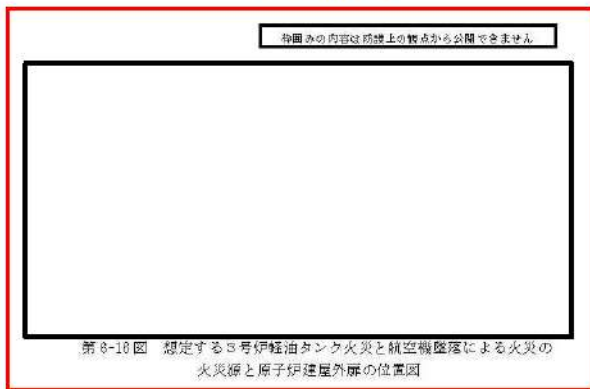 枠囲みの内容は防護上の観点から公開できません
第6-16図 想定する3号炉軽油タンク火災と航空機墜落による火災の
火災源と原子炉建屋外扉の位置図